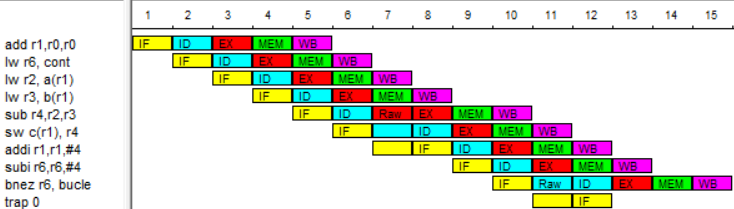 1 2 3 4 5 6 7 8 9 10 11 12 13 14 15
add r1,r0,r0 IF ID EX MEM WB
lw r6, cont IF ID EX MEM WB
lw r2, a(r1) IF ID EX MEM WB
lw r3, b(r1) IF ID EX MEM WB
sub r4,r2,r3 IF ID Raw EX MEM WB
sw c(r1), r4 IF ID EX MEM WB
addi r1,r1,#4 IF ID EX MEM WB
subi r6,r6,#4 IF ID EX MEM WB
bnez r6, bucle IF Raw ID EX MEM WB
trap 0 IF